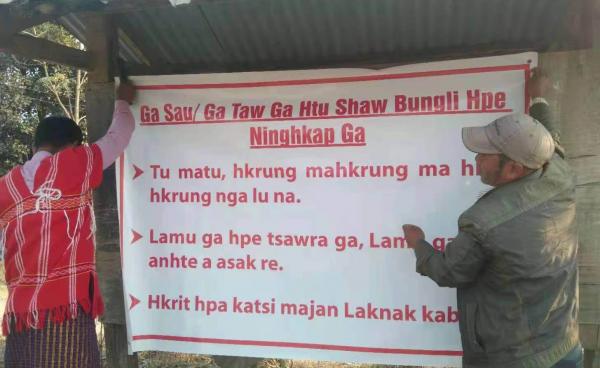 Ga Sau/ Ga Taw Ga Htu Shaw Bungli Hpe
Ninghkap Ga
Tu matu, hkrung mahkrung ma
hkrung nga lu na.
Lamu ga hpe tsawra ga,
anhte a asak re.
Hkrit hpa katsi majan Laknak